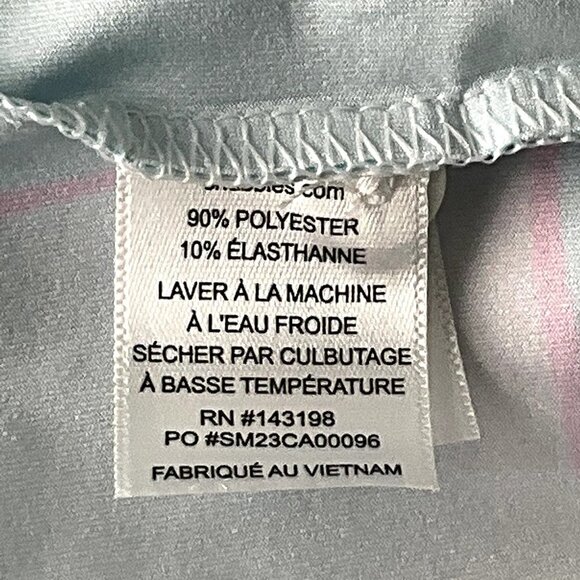 90% POLYESTER
10% ÉLASTHANNE
LAVER À LA MACHINE
À L'EAU FROIDE
SÉCHER PAR CULBUTAGE
À BASSE TEMPÉRATURE
RN #143198
PO #SM23CA00096
FABRIQUÉ AU VIETNAM